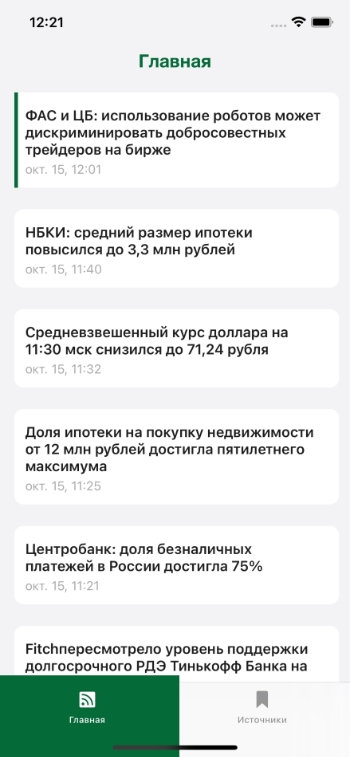 12:21
Главная
ФАС и ЦБ: использование роботов может
дискриминировать добросовестных
трейдеров на бирже
окт. 15, 12:01
НБКИ: средний размер ипотеки
повысился до 3,3 млн рублей
окт. 15, 11:40
Средневзвешенный курс доллара на
11:30 мск снизился до 71,24 рубля
окт. 15, 11:32
Доля ипотеки на покупку недвижимости
от 12 млн рублей достигла пятилетнего
максимума
окт. 15, 11:25
Центробанк: доля безналичных
платежей в России достигла 75%
окт. 15, 11:21
Fitchпересмотрело уровень поддержки
долгосрочного РДЭ Тинькофф Банка на
Главная
Источники